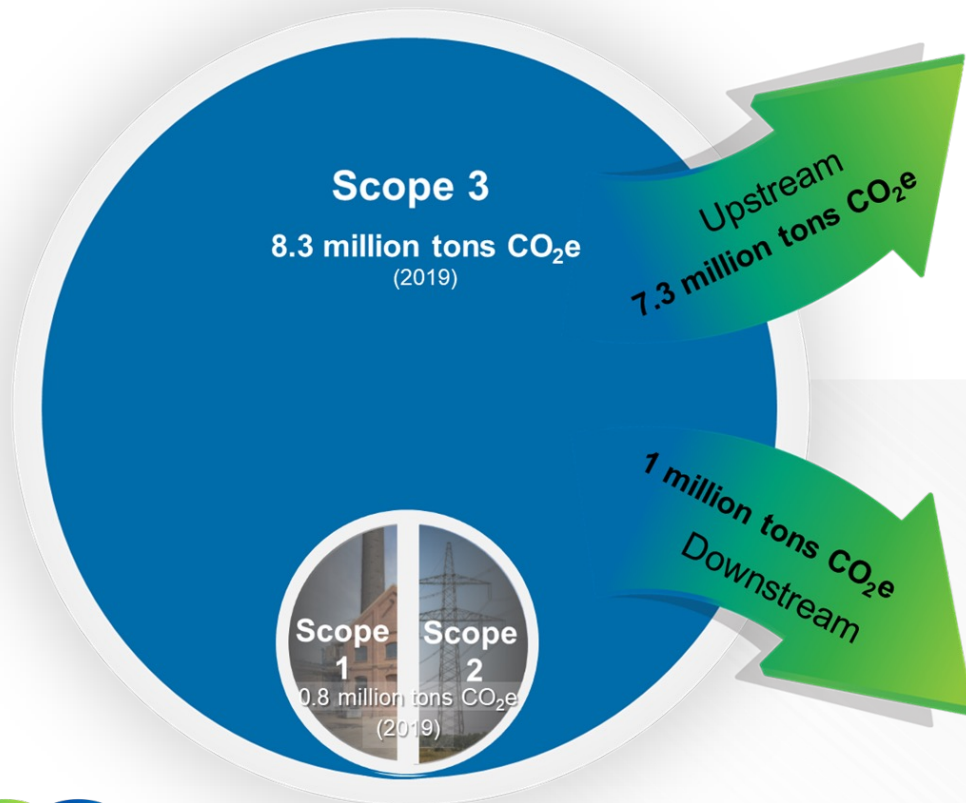 Scope 3
8.3 million tons CO₂e
(2019)
Upstream
7.3 million tons CO₂e
1 million tons CO₂e
Downstream
Scope
1
Scope
2
0.8 million tons CO₂e
(2019)